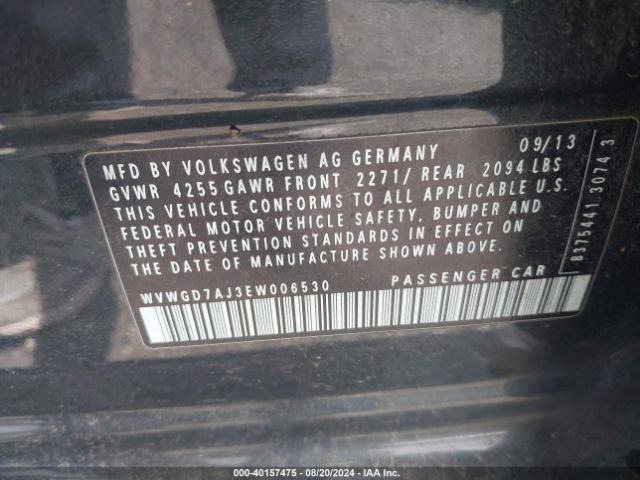 MFD BY VOLKSWAGEN AG GERMANY 09/13
GVWR 4255 GAWR FRONT 2271/ REAR 2094 LBS
THIS VEHICLE CONFORMS TO ALL APPLICABLE U.S.
FEDERAL MOTOR VEHICLE SAFETY, BUMPER AND
THEFT PREVENTION STANDARDS IN EFFECT ON
THE DATE OF MANUFACTURE SHOWN ABOVE.
WVWGD7AJ3EW006530 PASSENGER CAR
8375441 3074 3
000-40157475 - 08/20/2024 - IAA Inc.